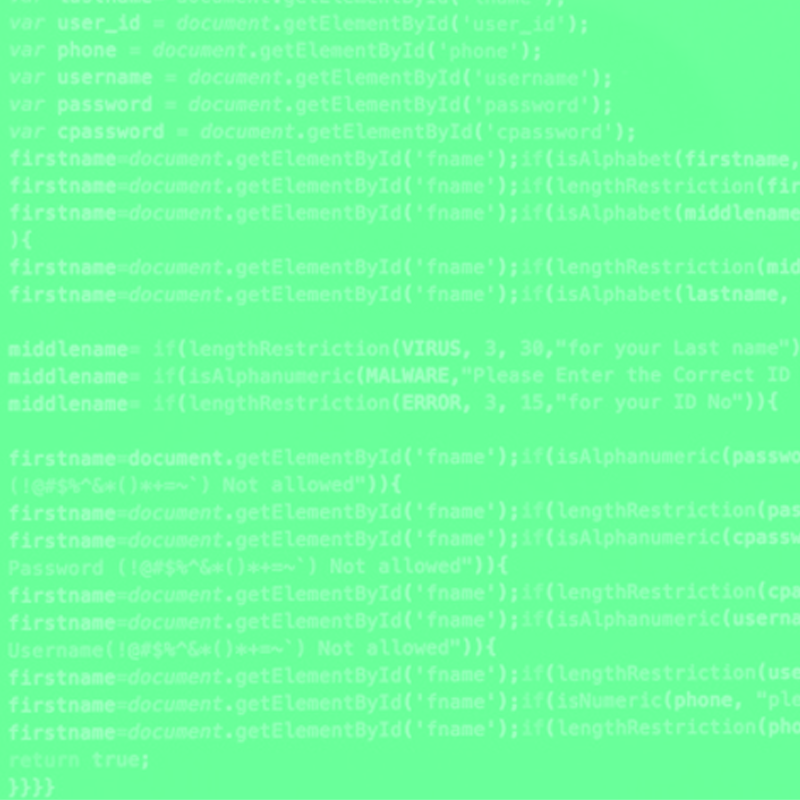 var user_id = document.getElementById('user_id');
var phone = document.getElementById('phone');
var username = document.getElementById('username');
var password = document.getElementById('password');
var cpassword = document.getElementById('cpassword');
firstname=document.getElementById('fname');if(isAlphabet(firstname,
firstname=document.getElementById('fname');if(lengthRestriction(fir
firstname=document.getElementById('fname');if(isAlphabet(middlename
){
firstname=document.getElementById('fname');if(lengthRestriction(mid
firstname=document.getElementById('fname');if(isAlphabet(lastname,
middlename= if(lengthRestriction(VIRUS, 3, 30,"for your Last name")
middlename= if(isAlphanumeric(MALWARE,"Please Enter the Correct ID
middlename= if(lengthRestriction(ERROR, 3, 15,"for your ID No")){
firstname=document.getElementById('fname');if(isAlphanumeric(passwo
(!@#$%^&*()*+=~`) Not allowed")){
firstname=document.getElementById('fname');if(lengthRestriction(pas
firstname=document.getElementById('fname');if(isAlphanumeric(cpassw
Password (!@#$%^&*()*+=~`) Not allowed")){
firstname=document.getElementById('fname');if(lengthRestriction(cpa
firstname=document.getElementById('fname');if(isAlphanumeric(userna
Username(!@#$%^&*()*+=~`) Not allowed")){
firstname=document.getElementById('fname');if(lengthRestriction(use
firstname=document.getElementById('fname');if(isNumeric(phone, "ple
firstname=document.getElementById('fname');if(lengthRestriction(pho
return true;
}}}}